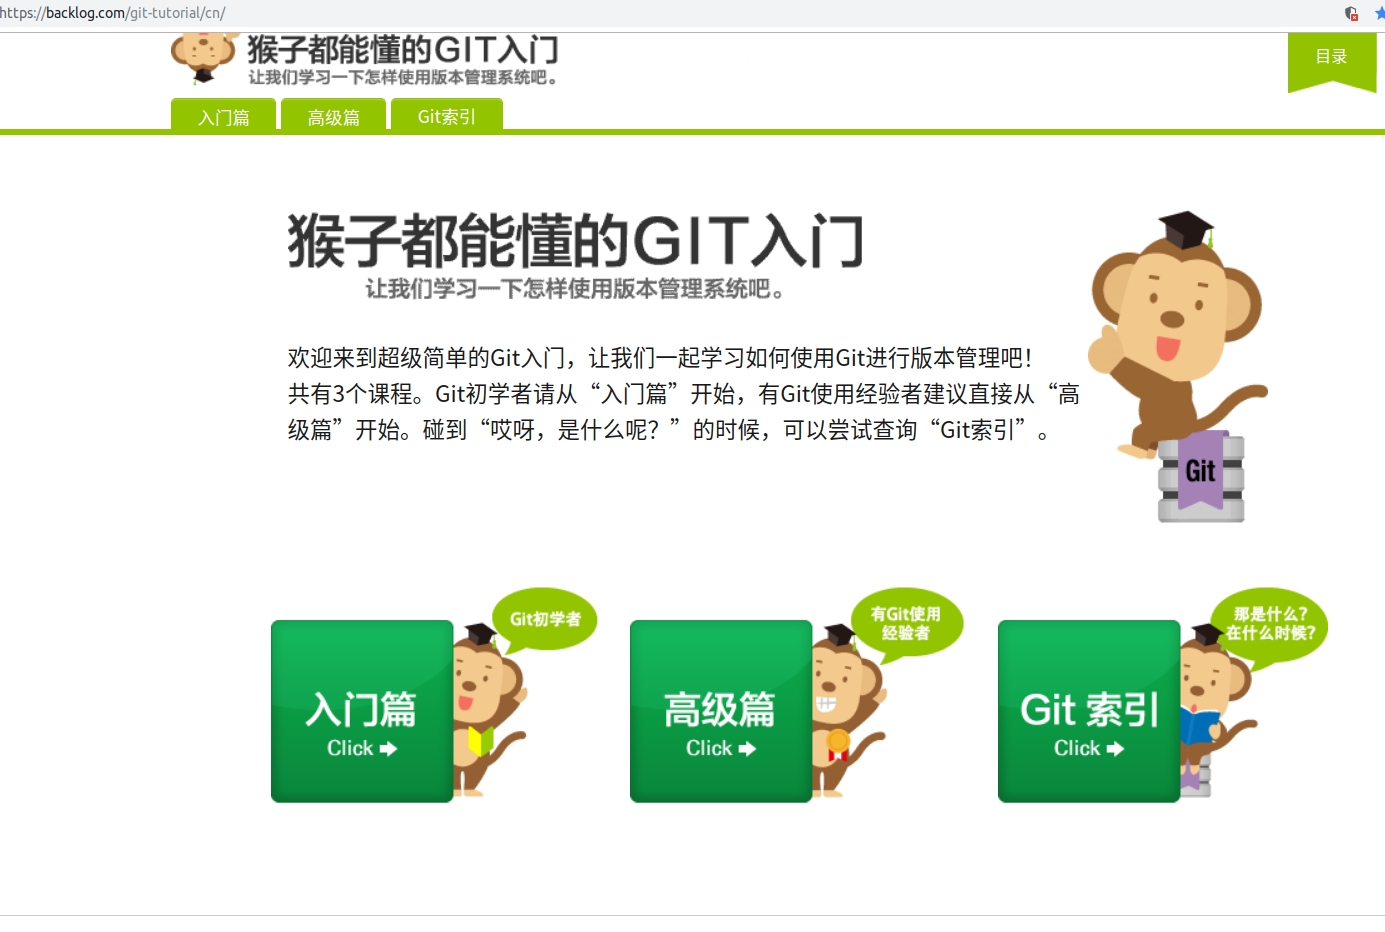 https://backlog.com/git-tutorial/cn/
猴子都能懂的GIT入门
让我们学习一下怎样使用版本管理系统吧。
目录
入门篇
高级篇
Git索引
猴子都能懂的GIT入门
让我们学习一下怎样使用版本管理系统吧。
欢迎来到超级简单的Git入门，让我们一起学习如何使用Git进行版本管理吧！
共有3个课程。Git初学者请从“入门篇”开始，有Git使用经验者建议直接从“高
级篇”开始。碰到“哎呀，是什么呢？”的时候，可以尝试查询“Git索引”。
Git
Git初学者
入门篇
Click
有Git使用
经验者
高级篇
Click
那是什么?
在什么时候?
Git 索引
Click